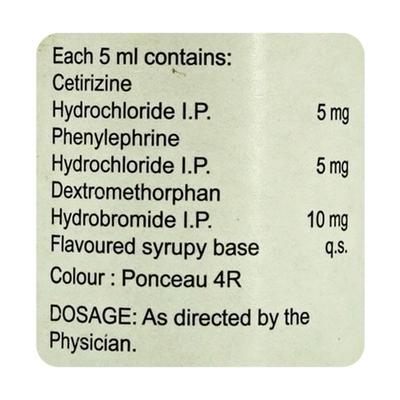 Each 5 ml contains:
Cetirizine
Hydrochloride I.P. 5 mg
Phenylephrine
Hydrochloride I.P. 5 mg
Dextromethorphan
Hydrobromide I.P. 10 mg
Flavoured syrupy base q.s.
Colour : Ponceau 4R
DOSAGE: As directed by the
Physician.